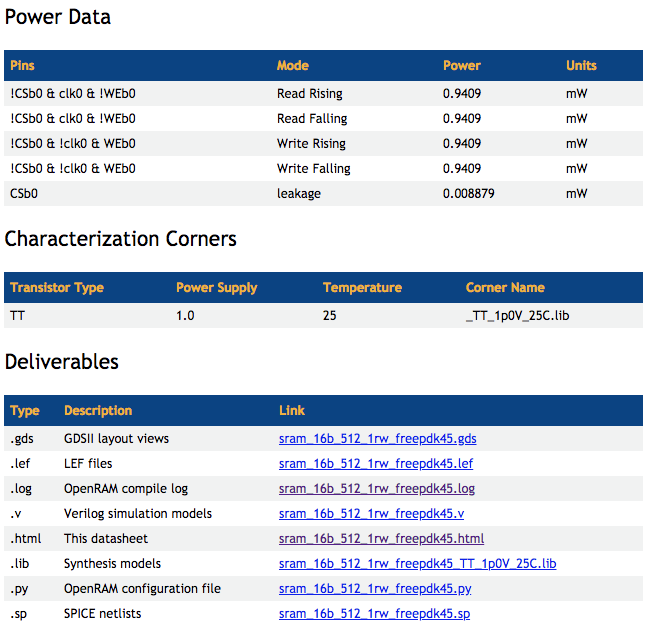 Power Data
Pins Mode Power Units
!CSb0 & clk0 & !WEb0 Read Rising 0.9409 mW
!CSb0 & clk0 & !WEb0 Read Falling 0.9409 mW
!CSb0 & !clk0 & WEb0 Write Rising 0.9409 mW
!CSb0 & !clk0 & WEb0 Write Falling 0.9409 mW
CSb0 leakage 0.008879 mW
Characterization Corners
Transistor Type Power Supply Temperature Corner Name
TT 1.0 25 _TT_1p0V_25C.lib
Deliverables
Type Description Link
.gds GDSII layout views sram_16b_512_1rw_freepdk45.gds
.lef LEF files sram_16b_512_1rw_freepdk45.lef
.log OpenRAM compile log sram_16b_512_1rw_freepdk45.log
.v Verilog simulation models sram_16b_512_1rw_freepdk45.v
.html This datasheet sram_16b_512_1rw_freepdk45.html
.lib Synthesis models sram_16b_512_1rw_freepdk45_TT_1p0V_25C.lib
.py OpenRAM configuration file sram_16b_512_1rw_freepdk45.py
.sp SPICE netlists sram_16b_512_1rw_freepdk45.sp